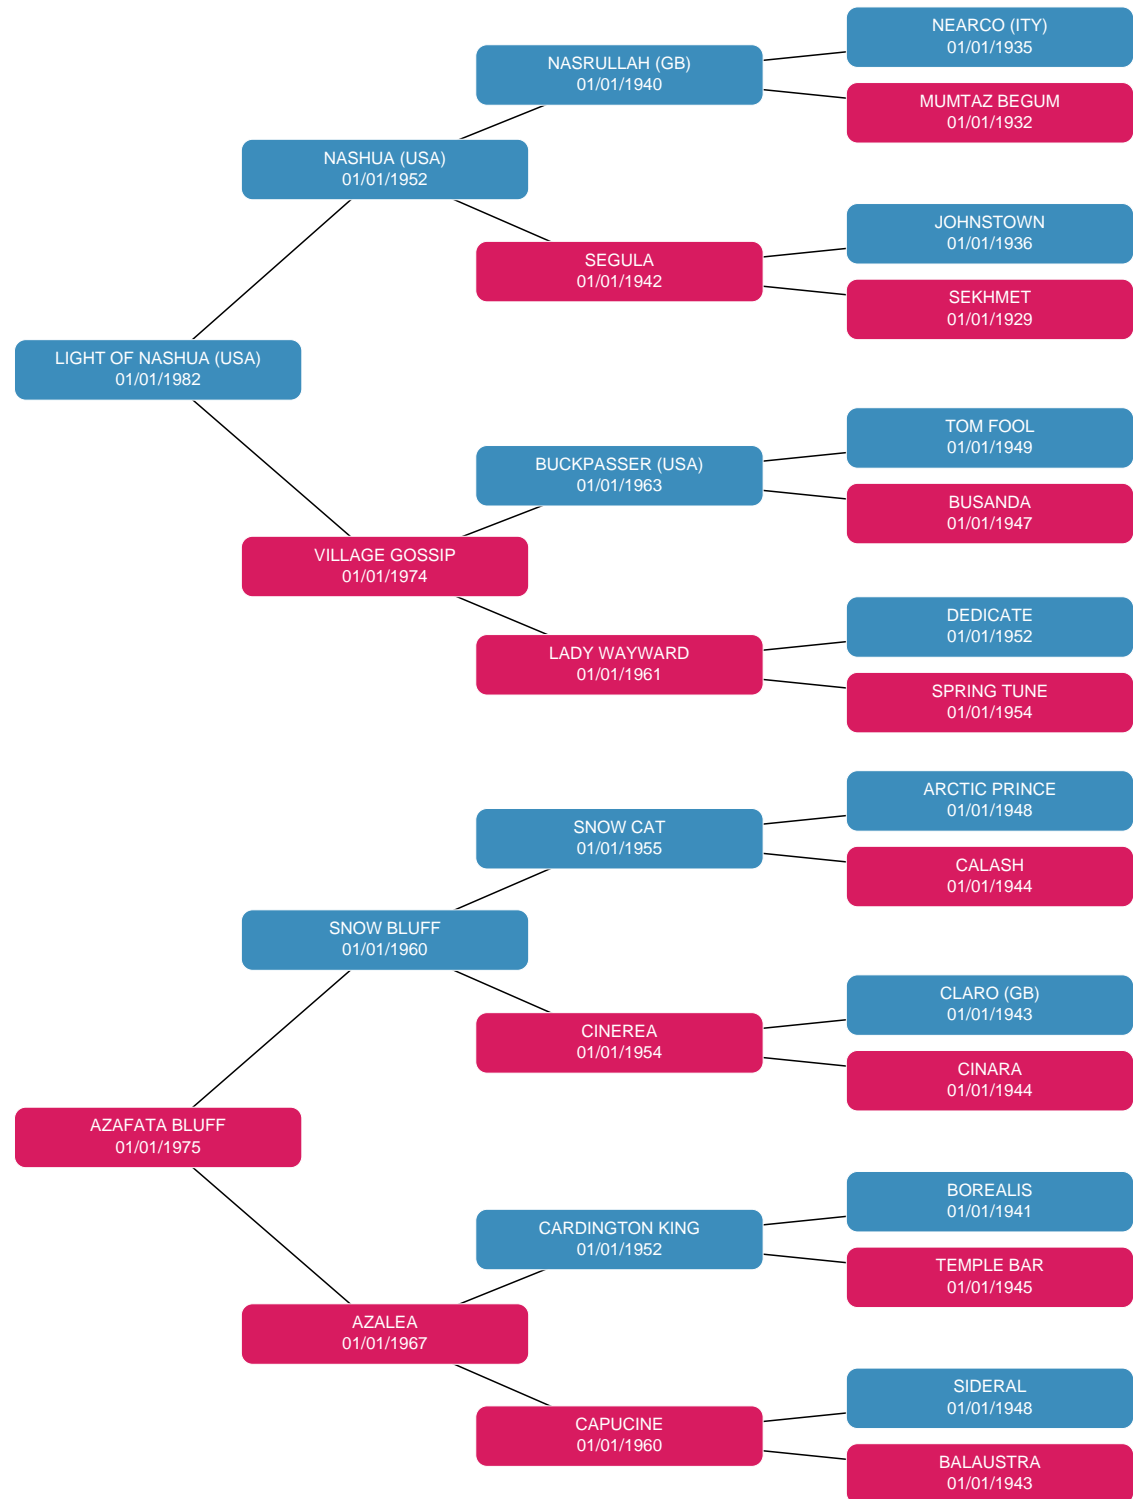 NEARCO (ITY)
01/01/1935
NASRULLAH (GB)
01/01/1940
MUMTAZ BEGUM
01/01/1932
NASHUA (USA)
01/01/1952
JOHNSTOWN
01/01/1936
SEGULA
01/01/1942
SEKHMET
01/01/1929
LIGHT OF NASHUA (USA)
01/01/1982
TOM FOOL
01/01/1949
BUCKPASSER (USA)
01/01/1963
BUSANDA
01/01/1947
VILLAGE GOSSIP
01/01/1974
DEDICATE
01/01/1952
LADY WAYWARD
01/01/1961
SPRING TUNE
01/01/1954
ARCTIC PRINCE
01/01/1948
SNOW CAT
01/01/1955
CALASH
01/01/1944
SNOW BLUFF
01/01/1960
CLARO (GB)
01/01/1943
CINEREA
01/01/1954
CINARA
01/01/1944
AZAFATA BLUFF
01/01/1975
BOREALIS
01/01/1941
CARDINGTON KING
01/01/1952
TEMPLE BAR
01/01/1945
AZALEA
01/01/1967
SIDERAL
01/01/1948
CAPUCINE
01/01/1960
BALAUSTRA
01/01/1943